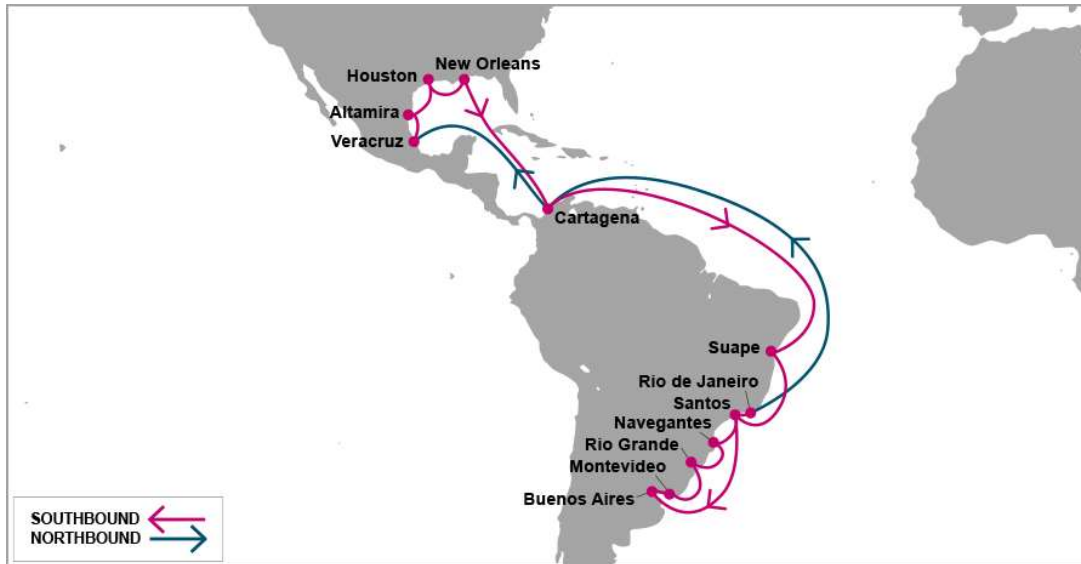 New Orleans
Houston
Altamira
Veracruz
Cartagena
Suape
Rio de Janeiro
Santos
Navegantes
Rio Grande
Montevideo
Buenos Aires
SOUTHBOUND
NORTHBOUND